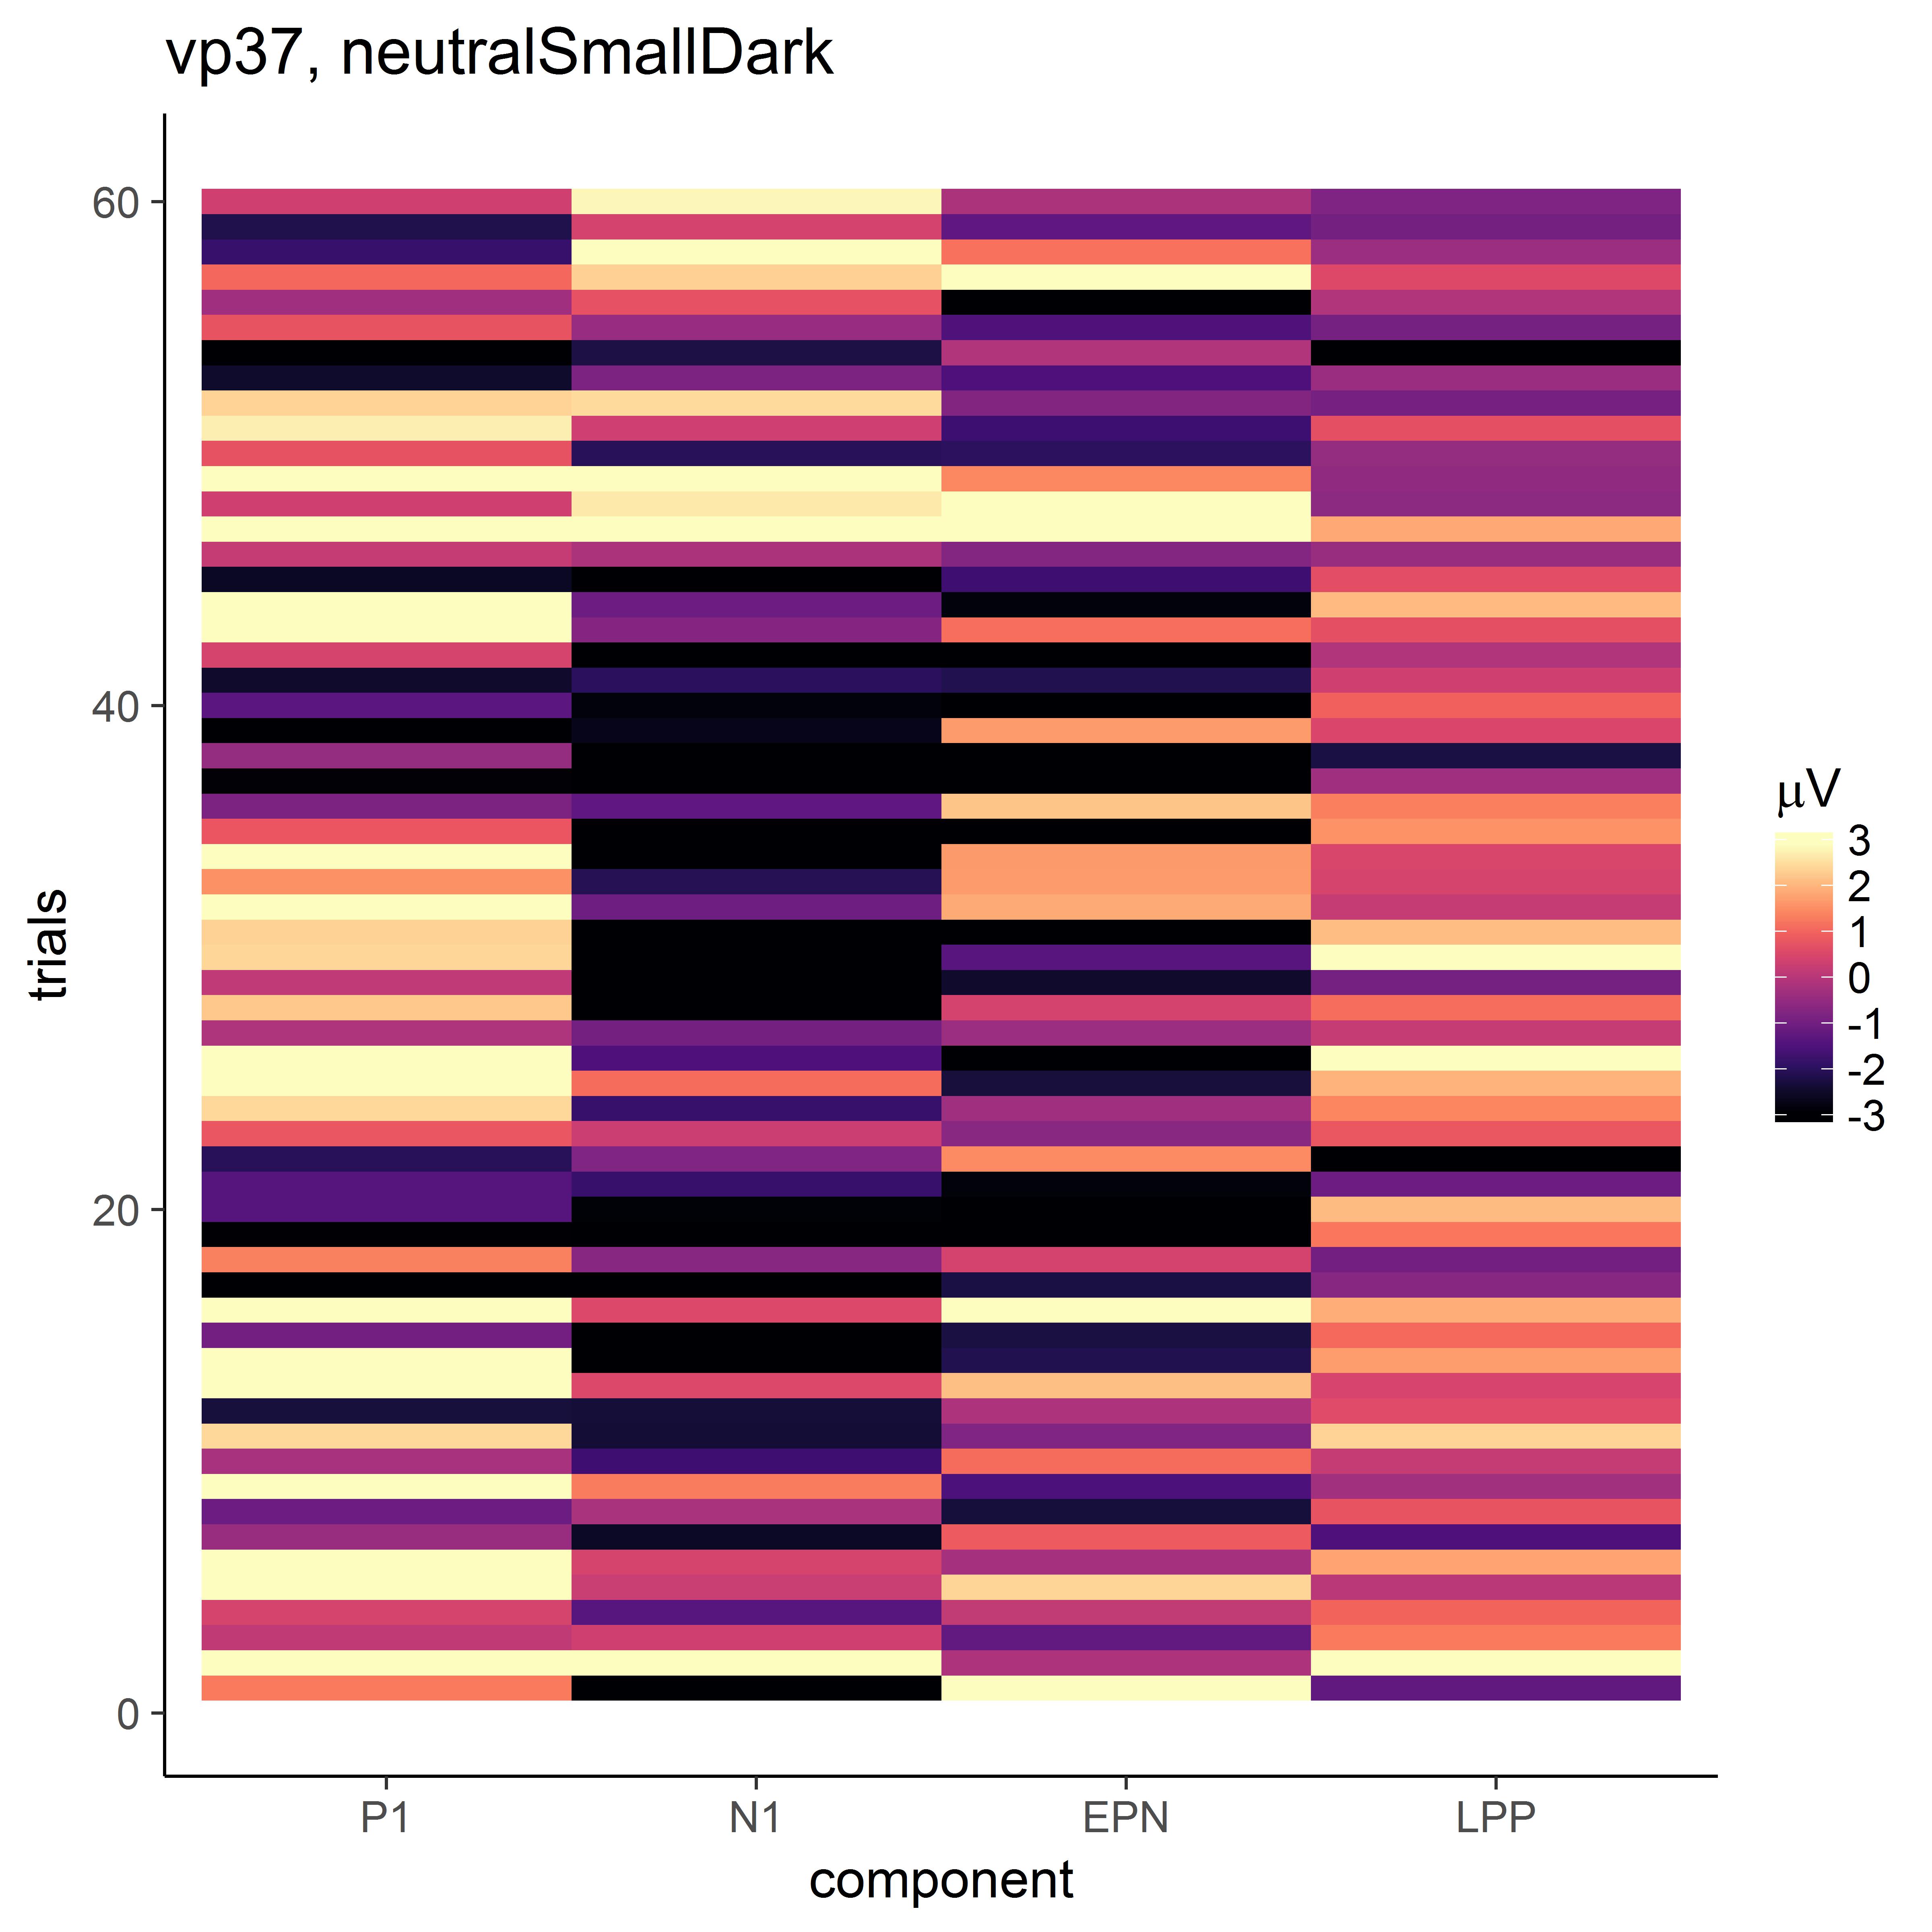 vp37, neutralSmallDark
60
40
20
0
trials
P1 N1 EPN LPP
component
μV
3
2
1
0
-1
-2
-3